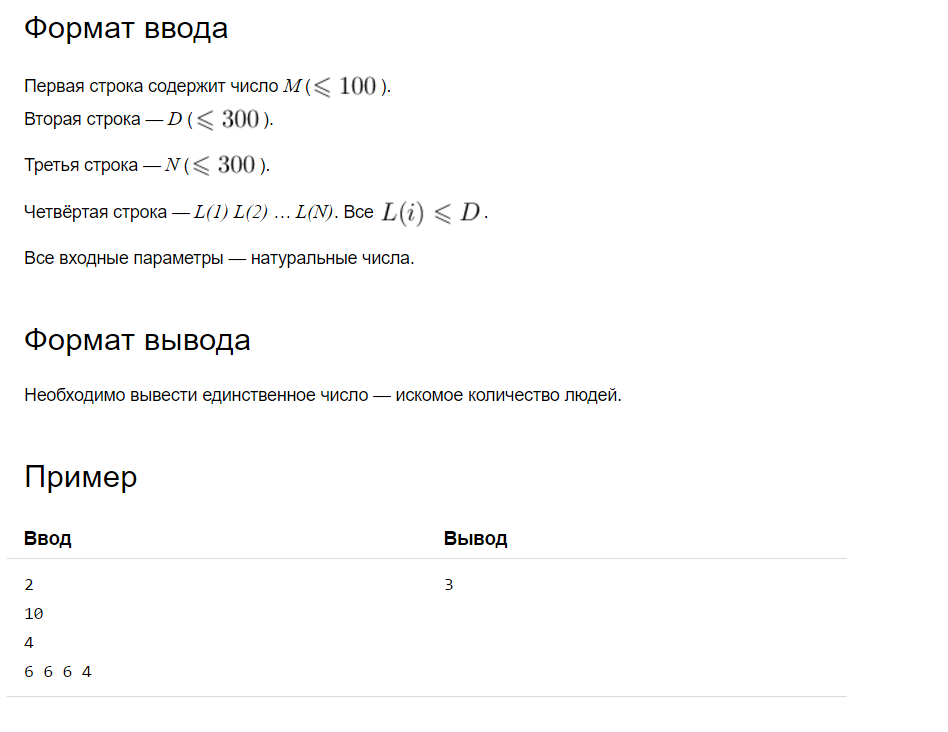 Формат ввода
Первая строка содержит число M (⩽ 100 ).
Вторая строка — D (⩽ 300 ).
Третья строка — N (⩽ 300 ).
Четвёртая строка — L(1) L(2) … L(N). Все L(i) ⩽ D .
Все входные параметры — натуральные числа.
Формат вывода
Необходимо вывести единственное число — искомое количество людей.
Пример
Ввод Вывод
2 3
10
4
6 6 6 4